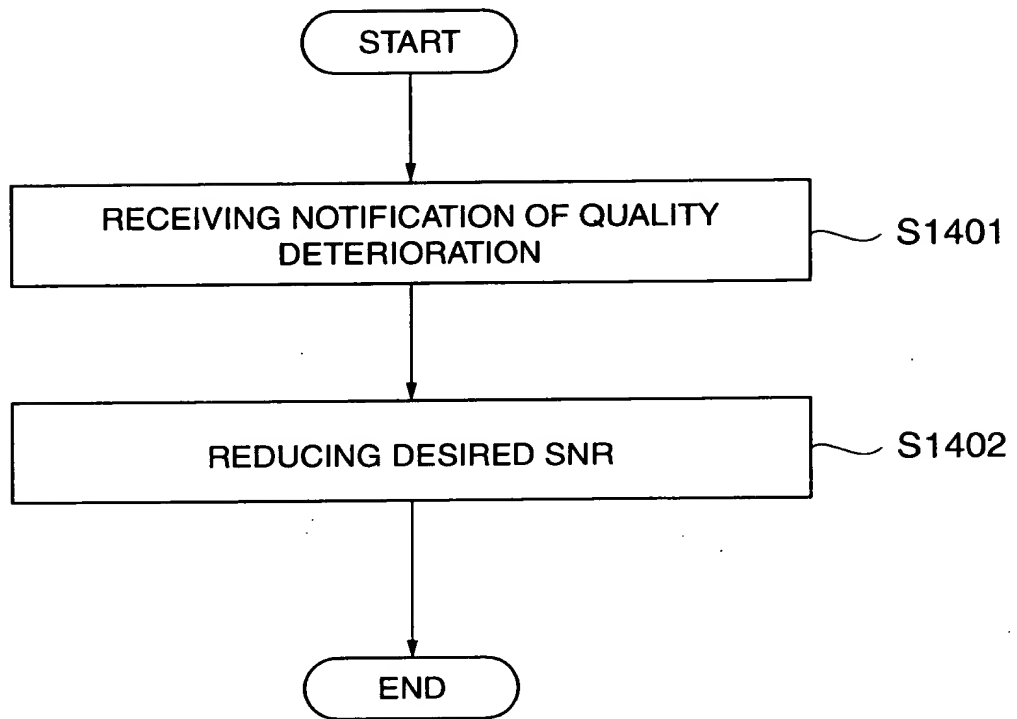 START
RECEIVING NOTIFICATION OF QUALITY
DETERIORATION
S1401
REDUCING DESIRED SNR
S1402
END